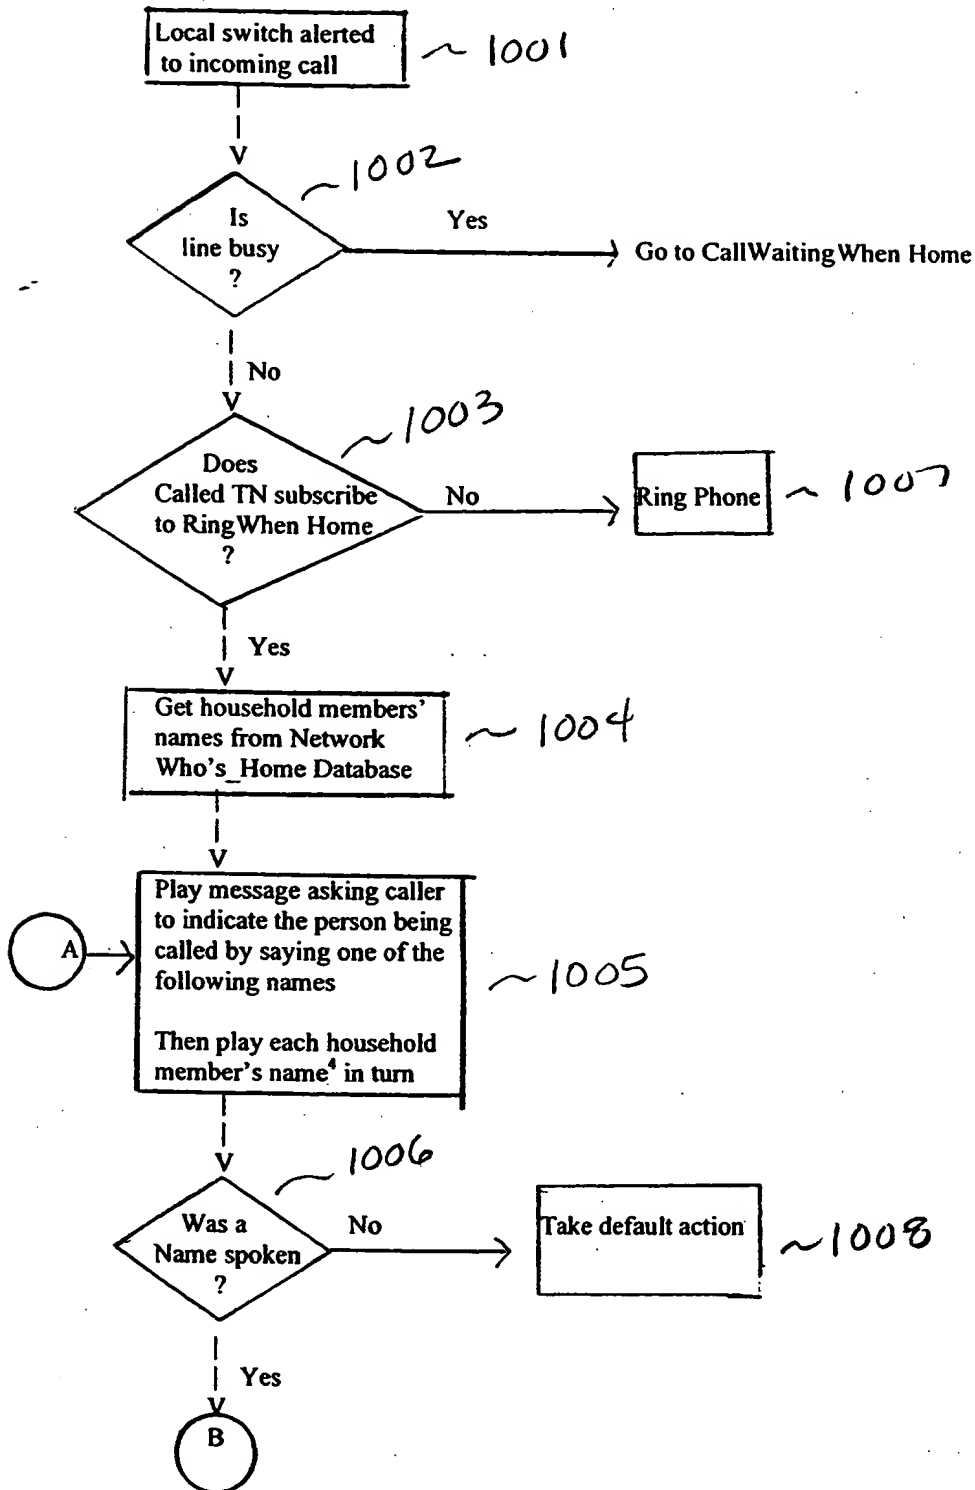 Local switch alerted
to incoming call
~ 1001
~ 1002
Is
line busy
?
Yes
Go to CallWaitingWhen Home
No
~ 1003
Does
Called TN subscribe
to RingWhen Home
?
No
Ring Phone
~ 1007
Yes
Get household members'
names from Network
Who's_Home Database
~ 1004
A
Play message asking caller
to indicate the person being
called by saying one of the
following names
Then play each household
member's name⁴ in turn
~ 1005
1006
Was a
Name spoken
?
No
Take default action
~ 1008
Yes
B